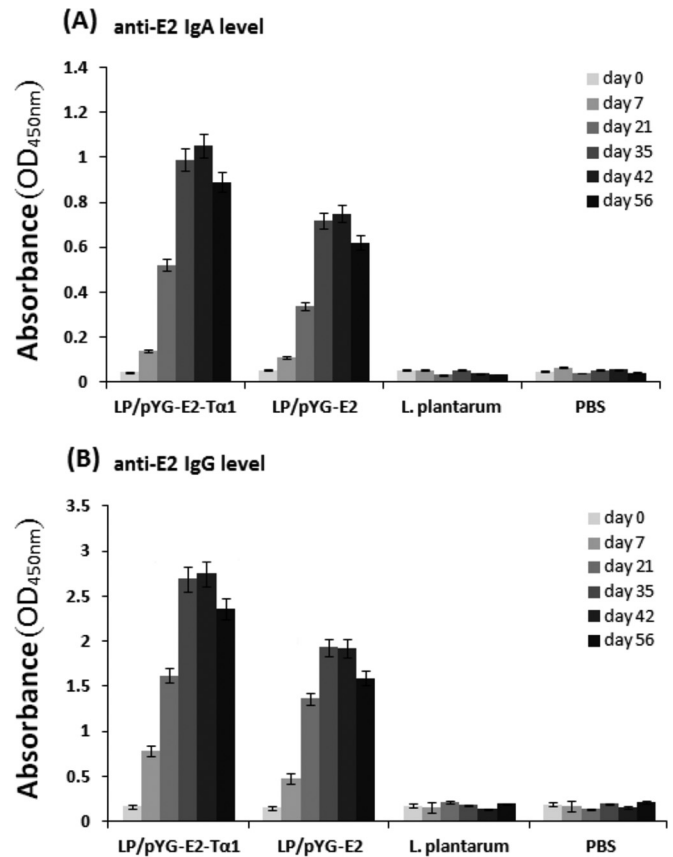 (A) anti-E2 IgA level
Absorbance (OD450nm)
1.4
1.2
1
0.8
0.6
0.4
0.2
0
day 0
day 7
day 21
day 35
day 42
day 56
LP/pYG-E2-Tα1 LP/pYG-E2 L. plantarum PBS
(B) anti-E2 IgG level
Absorbance (OD450nm)
3.5
3
2.5
2
1.5
1
0.5
0
day 0
day 7
day 21
day 35
day 42
day 56
LP/pYG-E2-Tα1 LP/pYG-E2 L. plantarum PBS